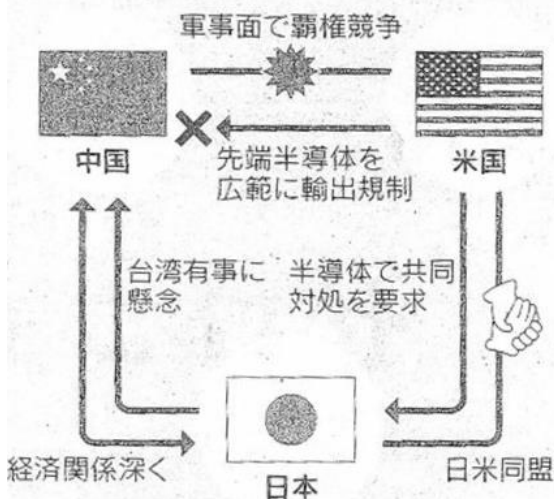 軍事面で覇権競争
中国
米国
先端半導体を
広範に輸出規制
台湾有事に
懸念
半導体で共同
対処を要求
経済関係深く
日本
日米同盟